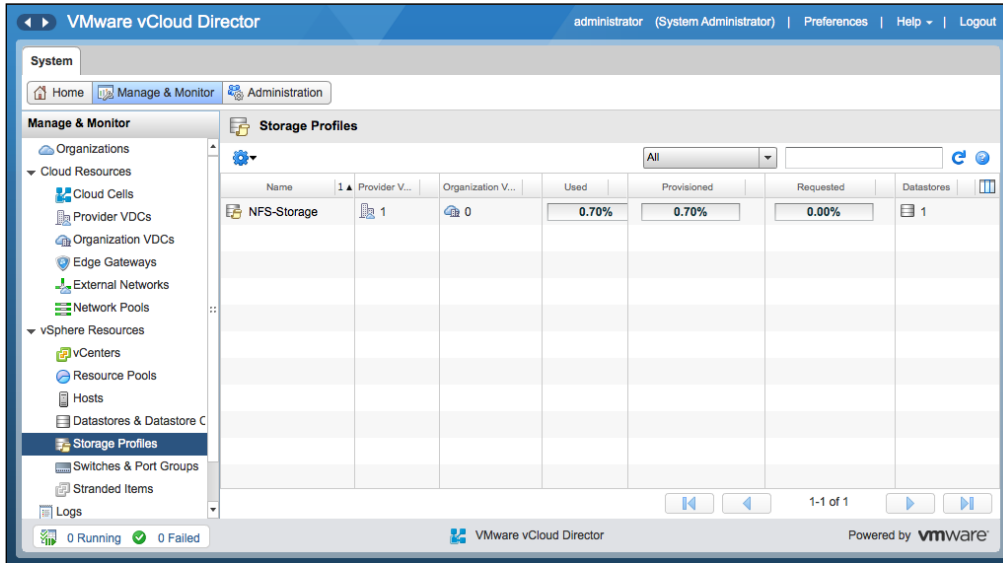 VMware vCloud Director
administrator (System Administrator) | Preferences | Help | Logout
System
Home Manage & Monitor Administration
Manage & Monitor
Organizations
Cloud Resources
Cloud Cells
Provider VDCs
Organization VDCs
Edge Gateways
External Networks
Network Pools
vSphere Resources
vCenters
Resource Pools
Hosts
Datastores & Datastore C
Storage Profiles
Switches & Port Groups
Stranded Items
Logs
Storage Profiles
All
Name 1 Provider V... Organization V... Used Provisioned Requested Datastores
NFS-Storage 1 0 0.70% 0.70% 0.00% 1
1-1 of 1
0 Running 0 Failed
VMware vCloud Director
Powered by vmware